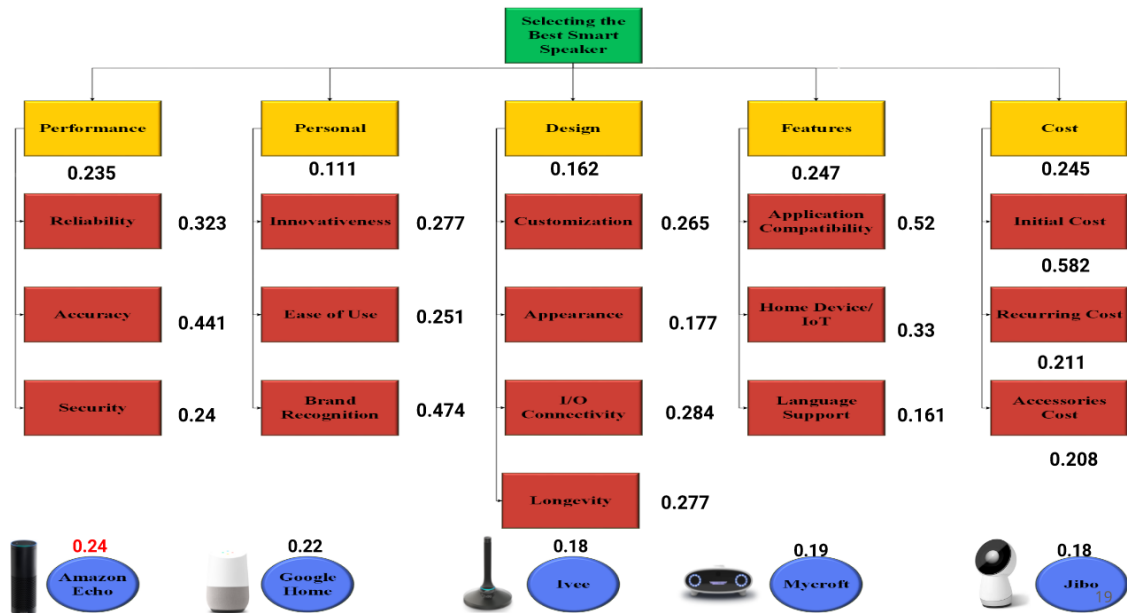 Selecting the
Best Smart
Speaker
Performance
Personal
Design
Features
Cost
0.235
0.111
0.162
0.247
0.245
Reliability
0.323
Innovativeness
0.277
Customization
0.265
Application
Compatibility
0.52
Initial Cost
0.582
Accuracy
0.441
Ease of Use
0.251
Appearance
0.177
Home Device/
IoT
0.33
Recurring Cost
0.211
Security
0.24
Brand
Recognition
0.474
I/O
Connectivity
0.284
Language
Support
0.161
Accessories
Cost
0.208
Longevity
0.277
0.24
Amazon
Echo
0.22
Google
Home
0.18
Ivee
0.19
Mycroft
0.18
Jibo
19